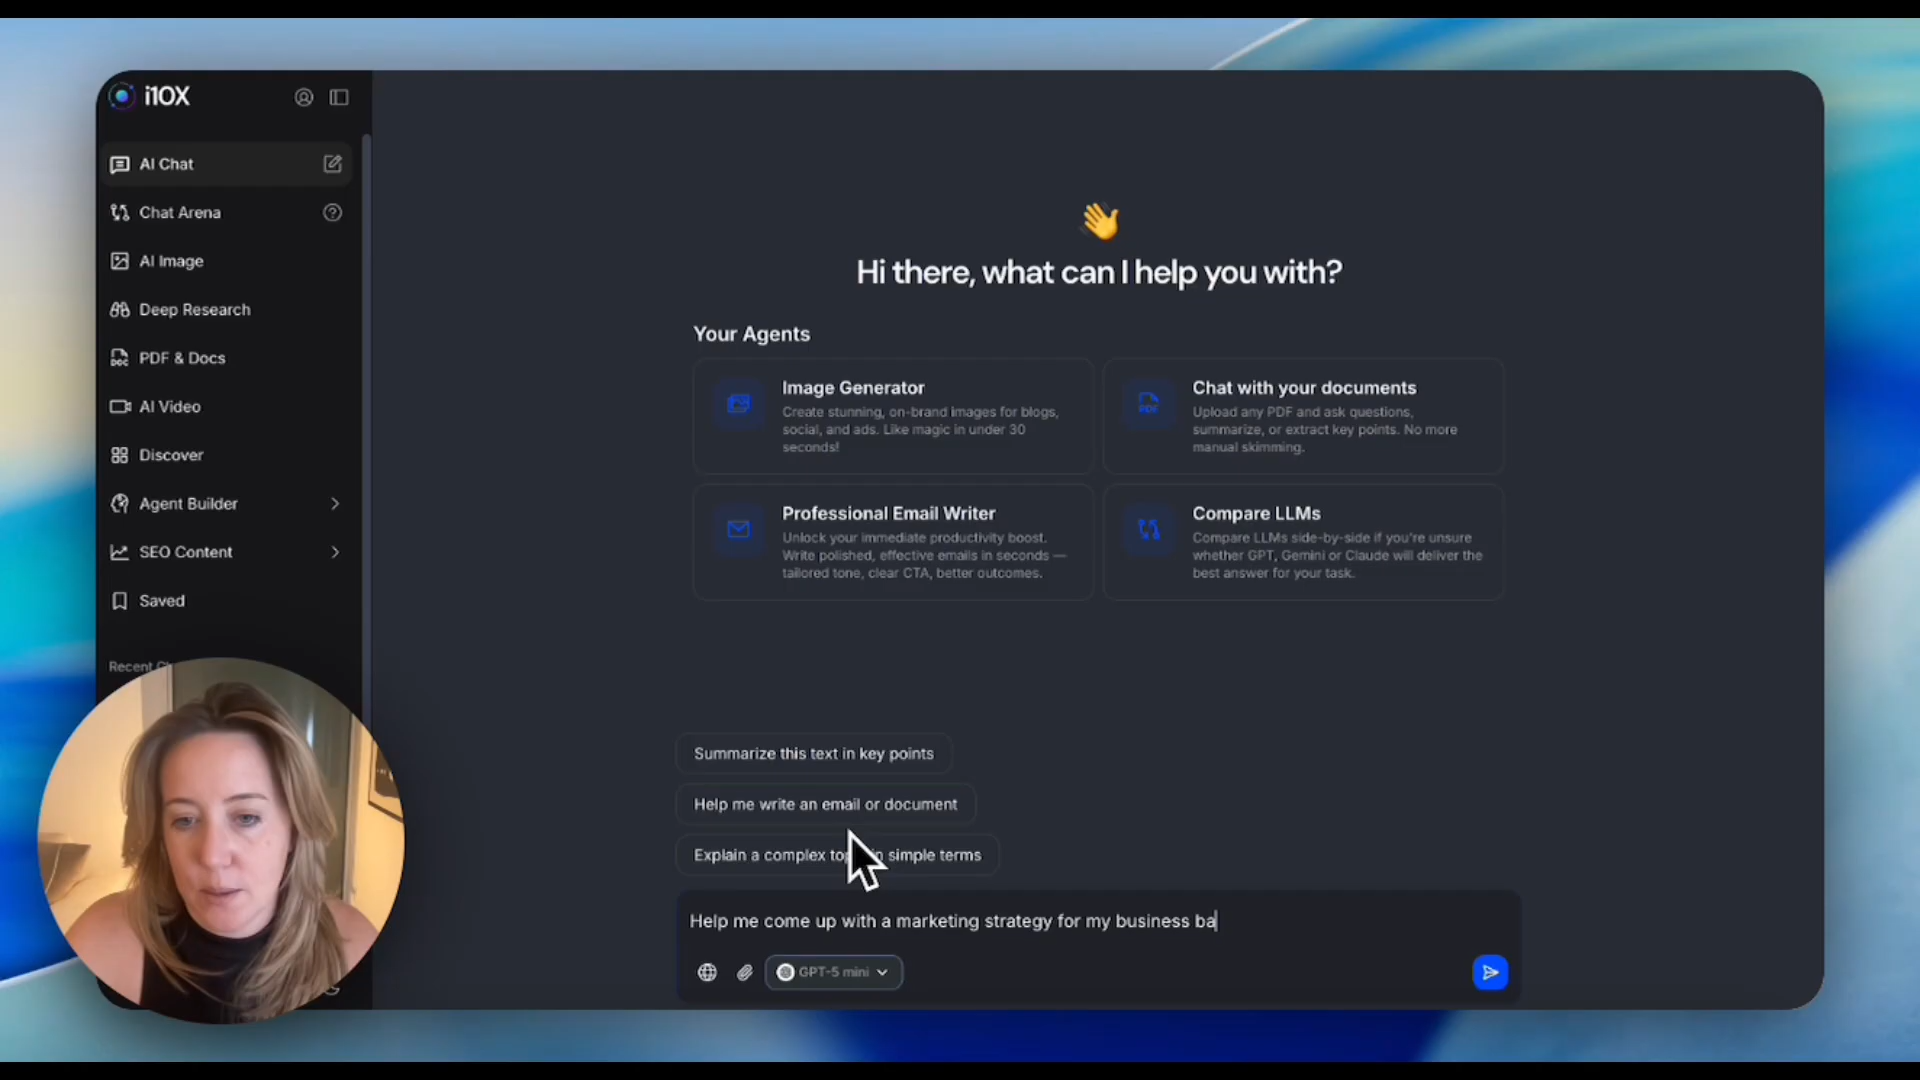 i10X
AI Chat
Chat Arena
AI Image
Deep Research
PDF & Docs
AI Video
Discover
Agent Builder
SEO Content
Saved
Recent
Hi there, what can I help you with?
Your Agents
Image Generator
Create stunning, on-brand images for blogs,
social, and ads. Like magic in under 30
seconds!
Chat with your documents
Upload any PDF and ask questions,
summarize, or extract key points. No more
manual skimming.
Professional Email Writer
Unlock your immediate productivity boost.
Write polished, effective emails in seconds —
tailored tone, clear CTA, better outcomes.
Compare LLMs
Compare LLMs side-by-side if you're unsure
whether GPT, Gemini or Claude will deliver the
best answer for your task.
Summarize this text in key points
Help me write an email or document
Explain a complex simple terms
Help me come up with a marketing strategy for my business ba
GPT-5 mini